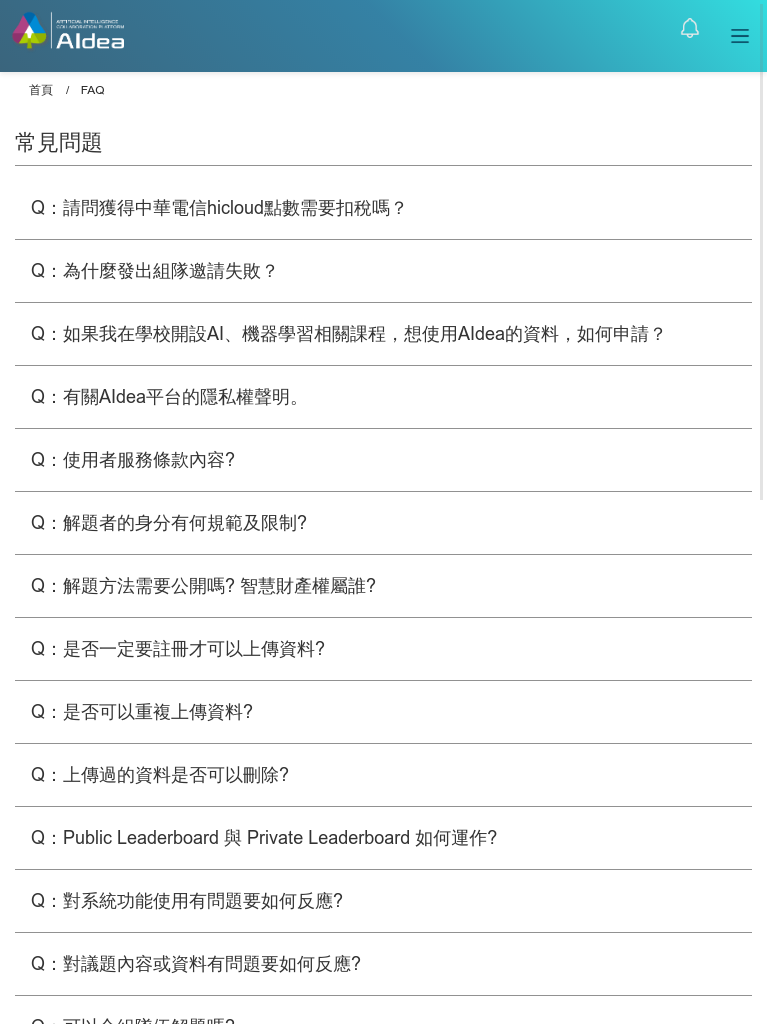 ARTIFICIAL INTELLIGENCE
COLLABORATION PLATFORM
AIdea
首頁 / FAQ
常見問題
Q：請問獲得中華電信hicloud點數需要扣稅嗎？
Q：為什麼發出組隊邀請失敗？
Q：如果我在學校開設AI、機器學習相關課程，想使用AIdea的資料，如何申請？
Q：有關AIdea平台的隱私權聲明。
Q：使用者服務條款內容?
Q：解題者的身分有何規範及限制?
Q：解題方法需要公開嗎? 智慧財產權屬誰?
Q：是否一定要註冊才可以上傳資料?
Q：是否可以重複上傳資料?
Q：上傳過的資料是否可以刪除?
Q：Public Leaderboard 與 Private Leaderboard 如何運作?
Q：對系統功能使用有問題要如何反應?
Q：對議題內容或資料有問題要如何反應?
Q：可以合組隊伍解題嗎?